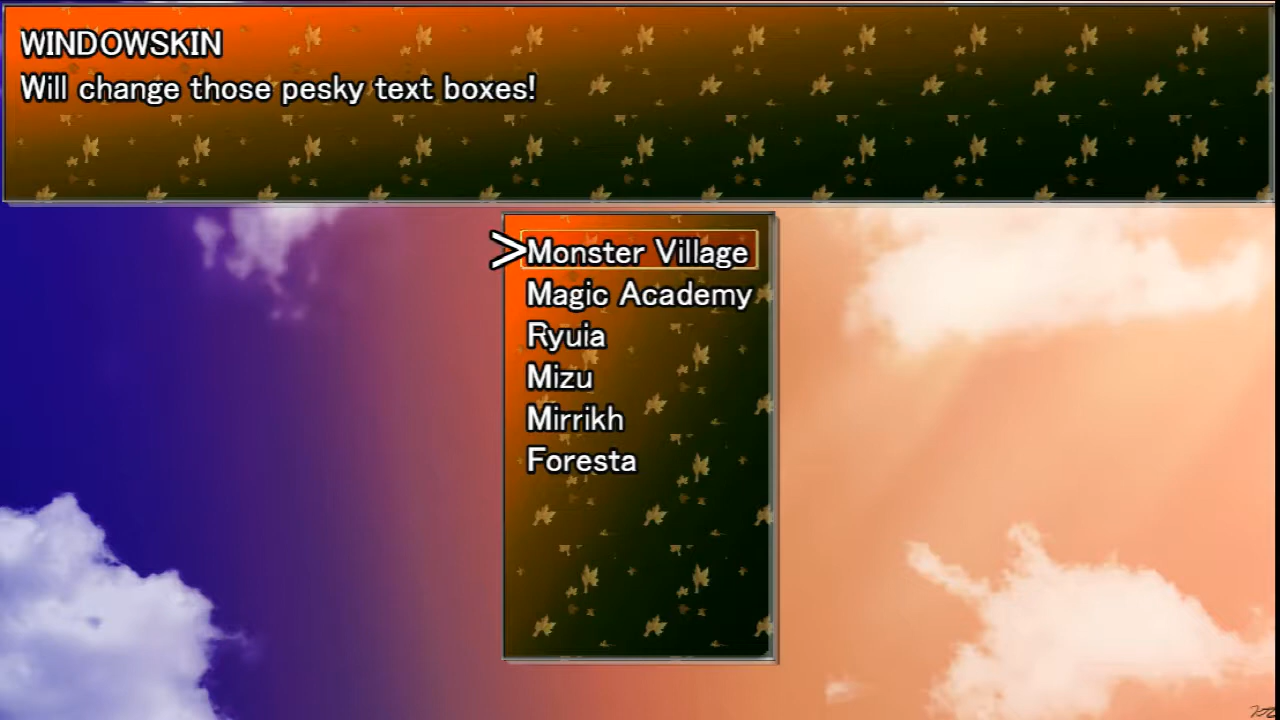 WINDOWSKIN
Will change those pesky text boxes!
>Monster Village
Magic Academy
Ryuia
Mizu
Mirrikh
Foresta